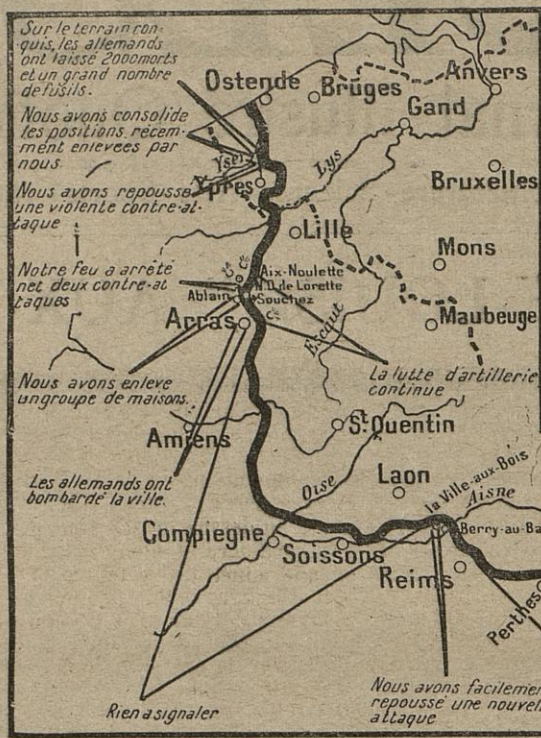 Sur le terrain con-
quis, les allemands
ont laissé 2000 morts
et un grand nombre
de fusils.
Nous avons consolide
les positions récem-
ment enlevées par
nous
Nous avons repoussé
une violente contre-at-
taque
Notre feu a arrété
net deux contre-at
taques
Nous avons enlevé
un groupe de maisons.
Les allemands ont
bombardé la ville.
Rien a signaler
La lutte d'artillerie
continue
Nous avons facilemen
repoussé une nouvell
attaque
Ostende
Bruges
Anvers
Gand
Yser
Lys
Ypres
Bruxelles
Lille
Mons
Aix-Noulette
N.D. de Lorette
Ablain
Souchez
Arras
Escaut
Maubeuge
Amiens
St Quentin
Oise
Laon
la Ville-aux-Bois
Aisne
Berry-au-Ba
Compiegne
Soissons
Reims
Perthes